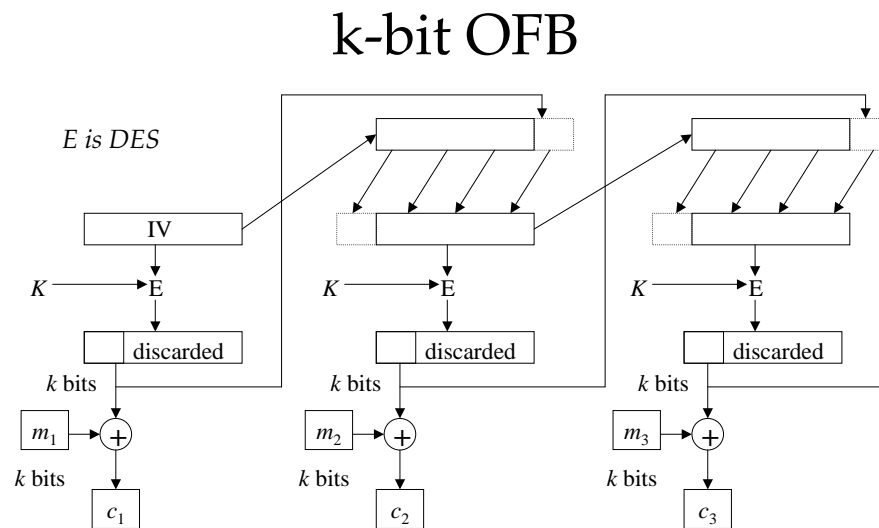 k-bit OFB
E is DES
IV
K E K E K E
discarded discarded discarded
k bits k bits k bits
m1 + m2 + m3 +
k bits k bits k bits
c1 c2 c3